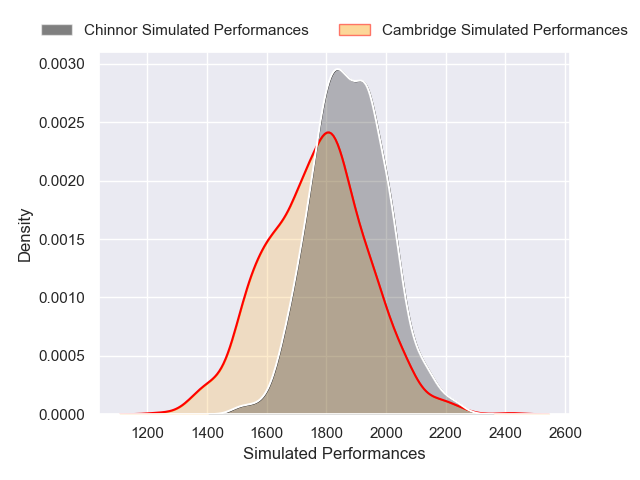 Chinnor Simulated Performances Cambridge Simulated Performances
0.0030
0.0025
0.0020
0.0015
0.0010
0.0005
0.0000
Density
1200 1400 1600 1800 2000 2200 2400 2600
Simulated Performances